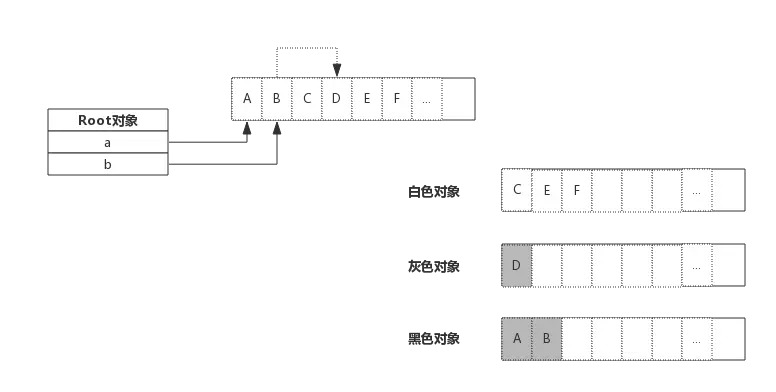 A B C D E F ...
Root对象
a
b
白色对象 C E F ...
灰色对象 D ...
黑色对象 A B ...